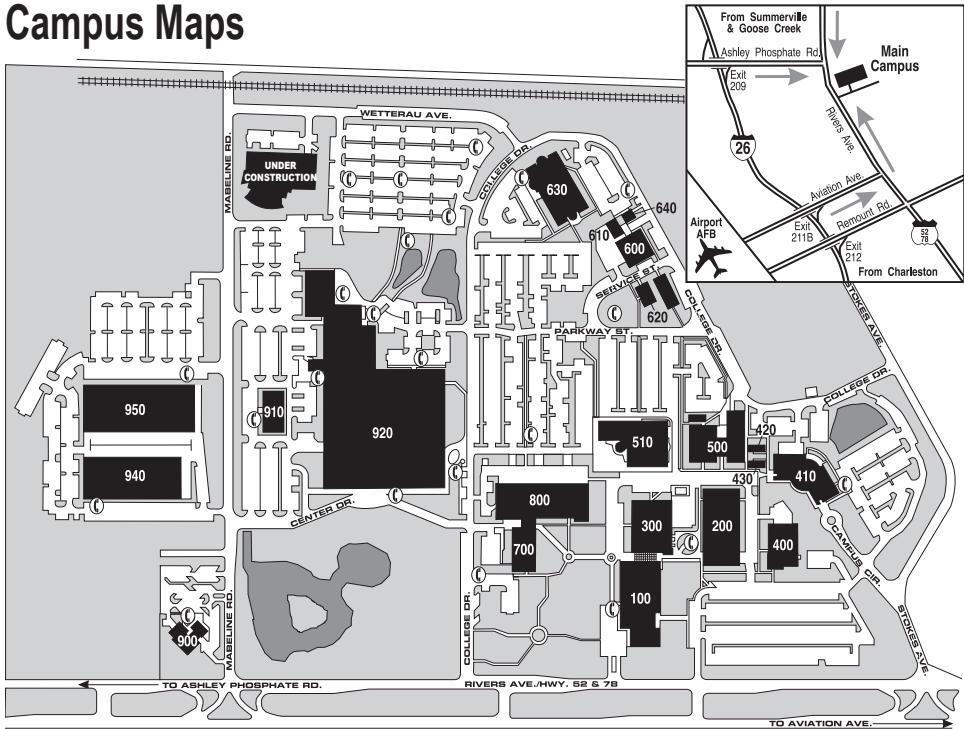 Campus Maps
From Summerville
& Goose Creek
Ashley Phosphate Rd.
Exit
209
Main
Campus
26
Rivers Ave.
Aviation Ave.
Remount Rd.
Airport
AFB
Exit
211B
Exit
212
52
78
From Charleston
WETTERAU AVE.
MABELINE RD.
UNDER
CONSTRUCTION
COLLEGE DR.
630
640
610
600
SERVICE ST.
620
COLLEGE DR.
PARKWAY ST.
STOKES AVE.
COLLEGE DR.
950
910
920
510
500
420
940
430
410
800
300
200
CENTER DR.
700
400
CAMPUS CIR.
100
900
MABELINE RD.
COLLEGE DR.
STOKES AVE.
TO ASHLEY PHOSPHATE RD.
RIVERS AVE./HWY. 52 & 78
TO AVIATION AVE.